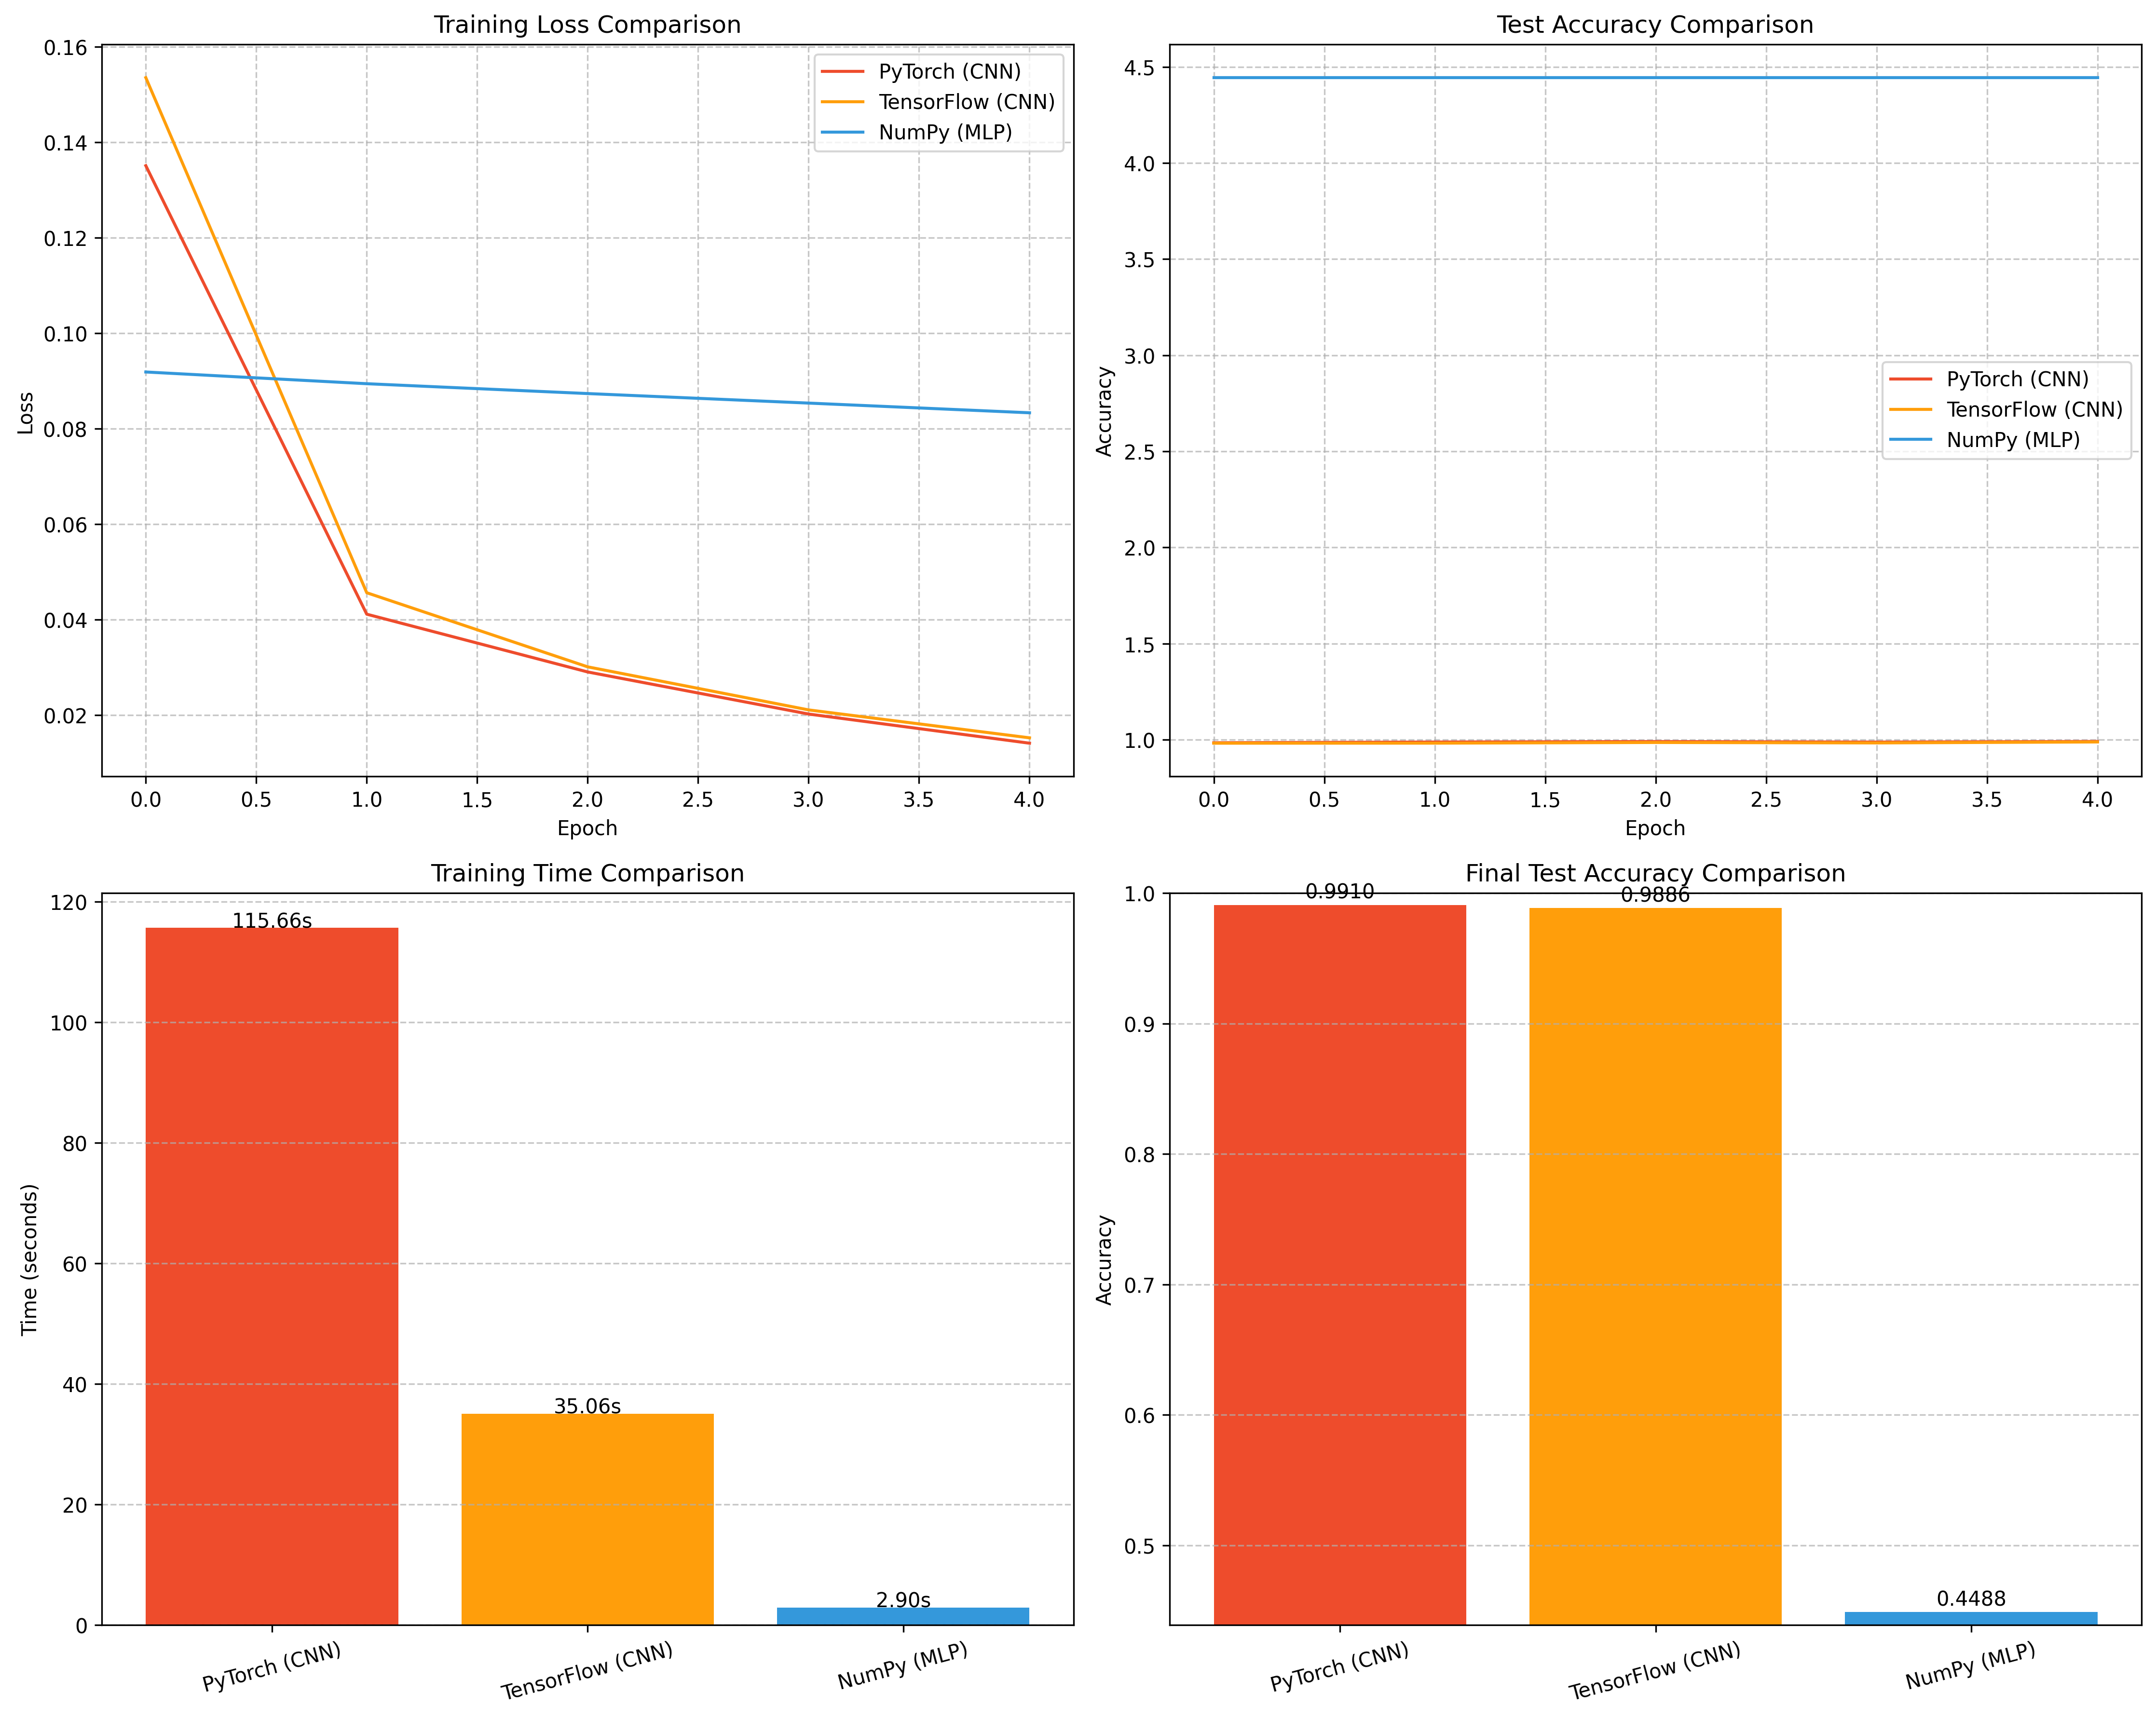 Training Loss Comparison
0.16
0.14
0.12
0.10
0.08
0.06
0.04
0.02
Loss
PyTorch (CNN)
TensorFlow (CNN)
NumPy (MLP)
0.0 0.5 1.0 1.5 2.0 2.5 3.0 3.5 4.0
Epoch
Test Accuracy Comparison
4.5
4.0
3.5
3.0
2.5
2.0
1.5
1.0
Accuracy
PyTorch (CNN)
TensorFlow (CNN)
NumPy (MLP)
0.0 0.5 1.0 1.5 2.0 2.5 3.0 3.5 4.0
Epoch
Training Time Comparison
120
100
80
60
40
20
0
Time (seconds)
115.66s
35.06s
2.90s
PyTorch (CNN)
TensorFlow (CNN)
NumPy (MLP)
Final Test Accuracy Comparison
1.0
0.9
0.8
0.7
0.6
0.5
Accuracy
0.9910
0.9886
0.4488
PyTorch (CNN)
TensorFlow (CNN)
NumPy (MLP)